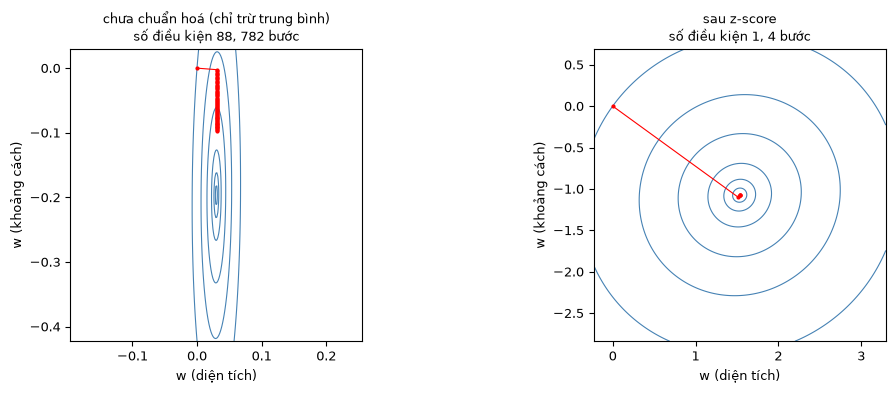 chưa chuẩn hoá (chỉ trừ trung bình)
số điều kiện 88, 782 bước
0.0
−0.1
−0.2
−0.3
−0.4
w (khoảng cách)
−0.1 0.0 0.1 0.2
w (diện tích)
sau z-score
số điều kiện 1, 4 bước
0.5
0.0
−0.5
−1.0
−1.5
−2.0
−2.5
w (khoảng cách)
0 1 2 3
w (diện tích)